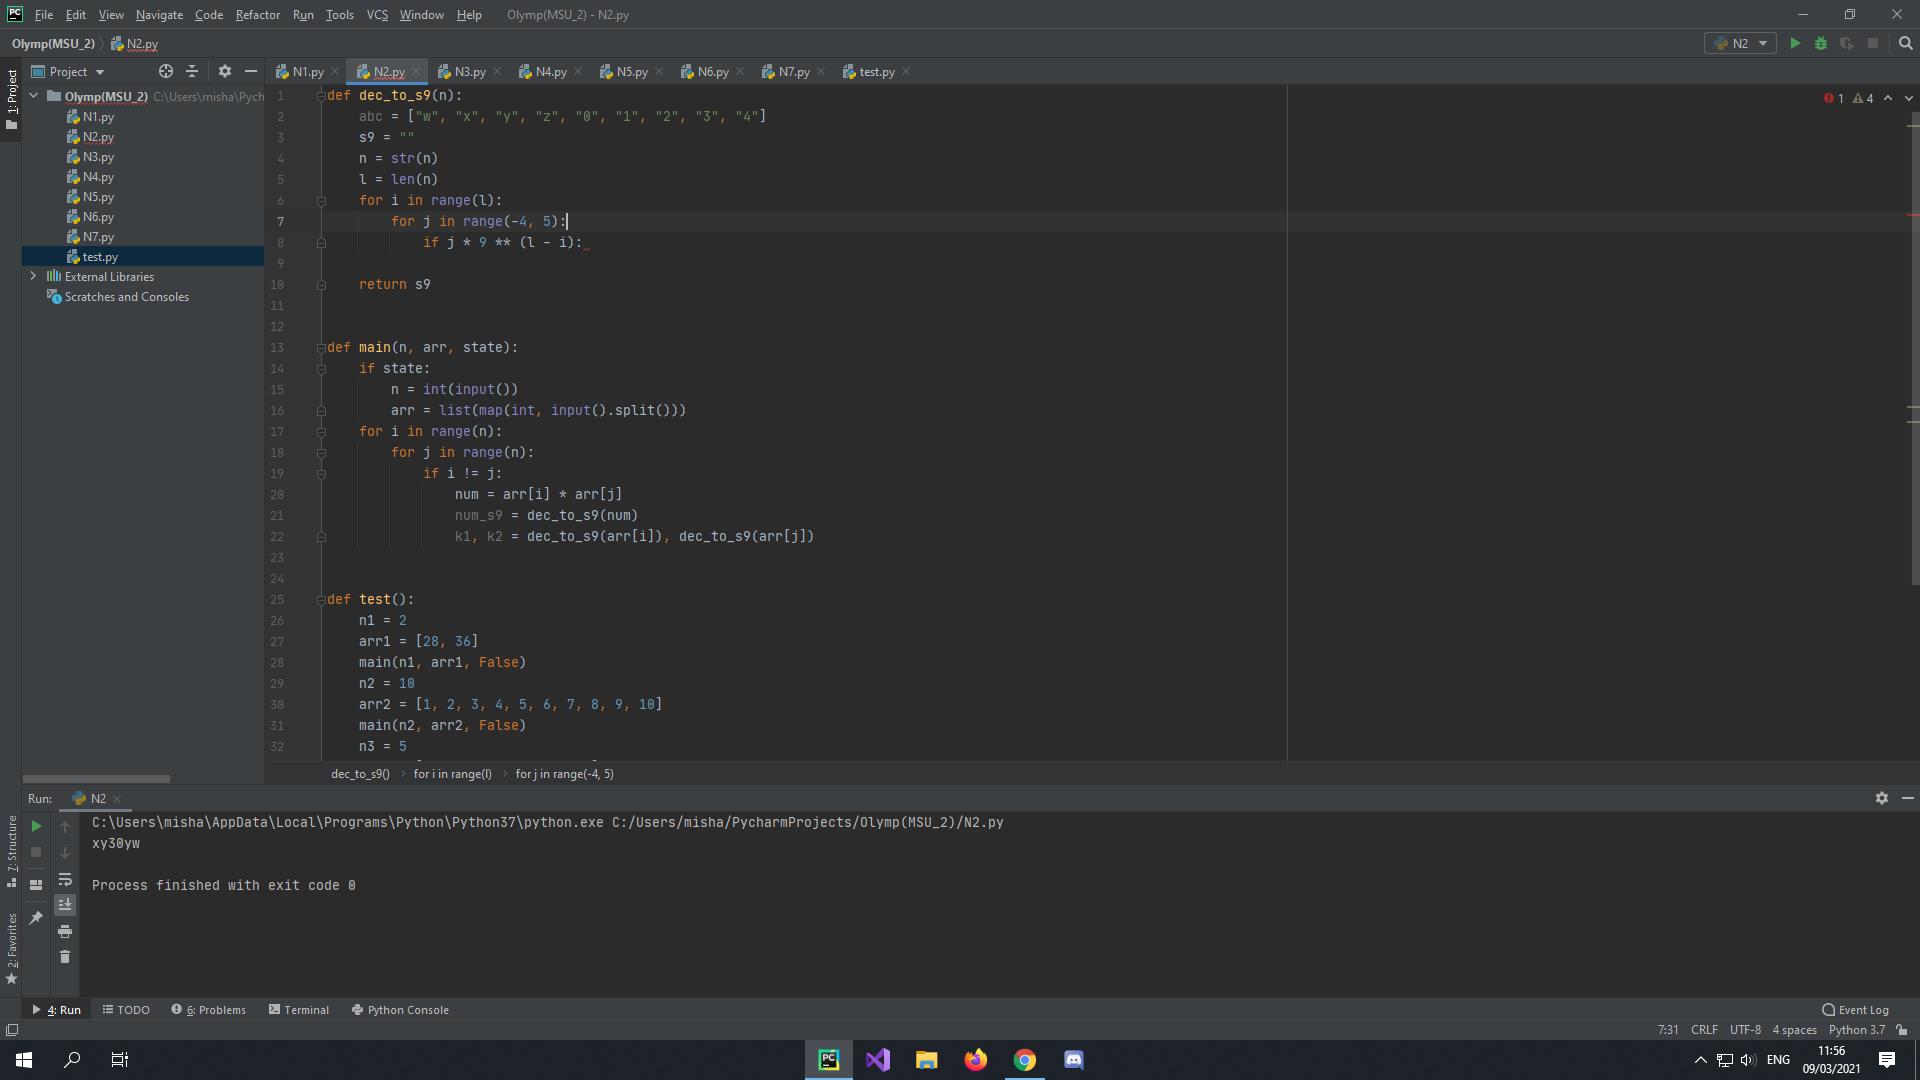 PC File Edit View Navigate Code Refactor Run Tools VCS Window Help Olymp(MSU_2) - N2.py
Olymp(MSU_2) N2.py N2
1: Project
Project
N1.py N2.py N3.py N4.py N5.py N6.py N7.py test.py
Olymp(MSU_2) C:\Users\misha\Pych
N1.py
N2.py
N3.py
N4.py
N5.py
N6.py
N7.py
test.py
External Libraries
Scratches and Consoles
1 4
1 def dec_to_s9(n):
2 abc = ["w", "x", "y", "z", "0", "1", "2", "3", "4"]
3 s9 = ""
4 n = str(n)
5 l = len(n)
6 for i in range(l):
7 for j in range(-4, 5):
8 if j * 9 ** (l - i):
9
10 return s9
11
12
13 def main(n, arr, state):
14 if state:
15 n = int(input())
16 arr = list(map(int, input().split()))
17 for i in range(n):
18 for j in range(n):
19 if i != j:
20 num = arr[i] * arr[j]
21 num_s9 = dec_to_s9(num)
22 k1, k2 = dec_to_s9(arr[i]), dec_to_s9(arr[j])
23
24
25 def test():
26 n1 = 2
27 arr1 = [28, 36]
28 main(n1, arr1, False)
29 n2 = 10
30 arr2 = [1, 2, 3, 4, 5, 6, 7, 8, 9, 10]
31 main(n2, arr2, False)
32 n3 = 5
dec_to_s9() for i in range(l) for j in range(-4, 5)
Run: N2
C:\Users\misha\AppData\Local\Programs\Python\Python37\python.exe C:/Users/misha/PycharmProjects/Olymp(MSU_2)/N2.py
xy30yw
Process finished with exit code 0
7: Structure
2: Favorites
4: Run TODO 6: Problems Terminal Python Console Event Log
7:31 CRLF UTF-8 4 spaces Python 3.7
PC ENG 11:56
09/03/2021